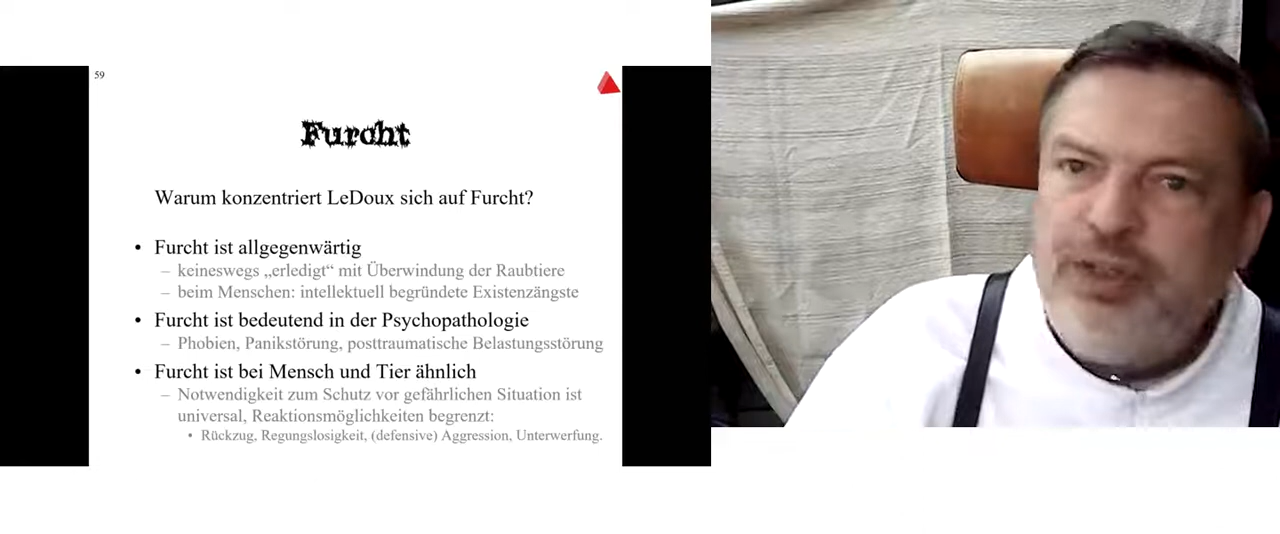 59
Furcht
Warum konzentriert LeDoux sich auf Furcht?
• Furcht ist allgegenwärtig
– keineswegs „erledigt“ mit Überwindung der Raubtiere
– beim Menschen: intellektuell begründete Existenzängste
• Furcht ist bedeutend in der Psychopathologie
– Phobien, Panikstörung, posttraumatische Belastungsstörung
• Furcht ist bei Mensch und Tier ähnlich
– Notwendigkeit zum Schutz vor gefährlichen Situation ist
universal, Reaktionsmöglichkeiten begrenzt:
• Rückzug, Regungslosigkeit, (defensive) Aggression, Unterwerfung.